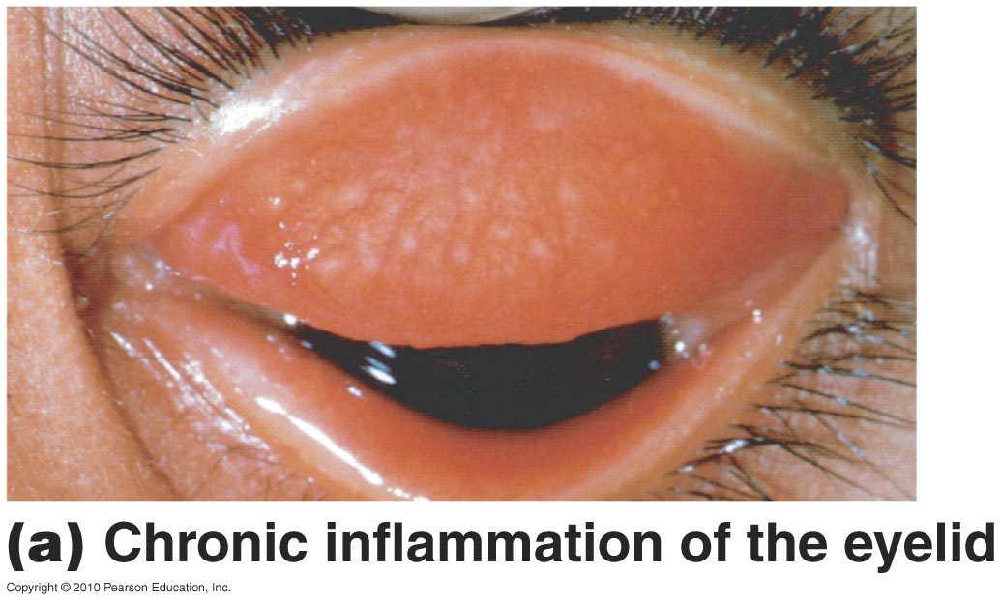 (a) Chronic inflammation of the eyelid
Copyright © 2010 Pearson Education, Inc.